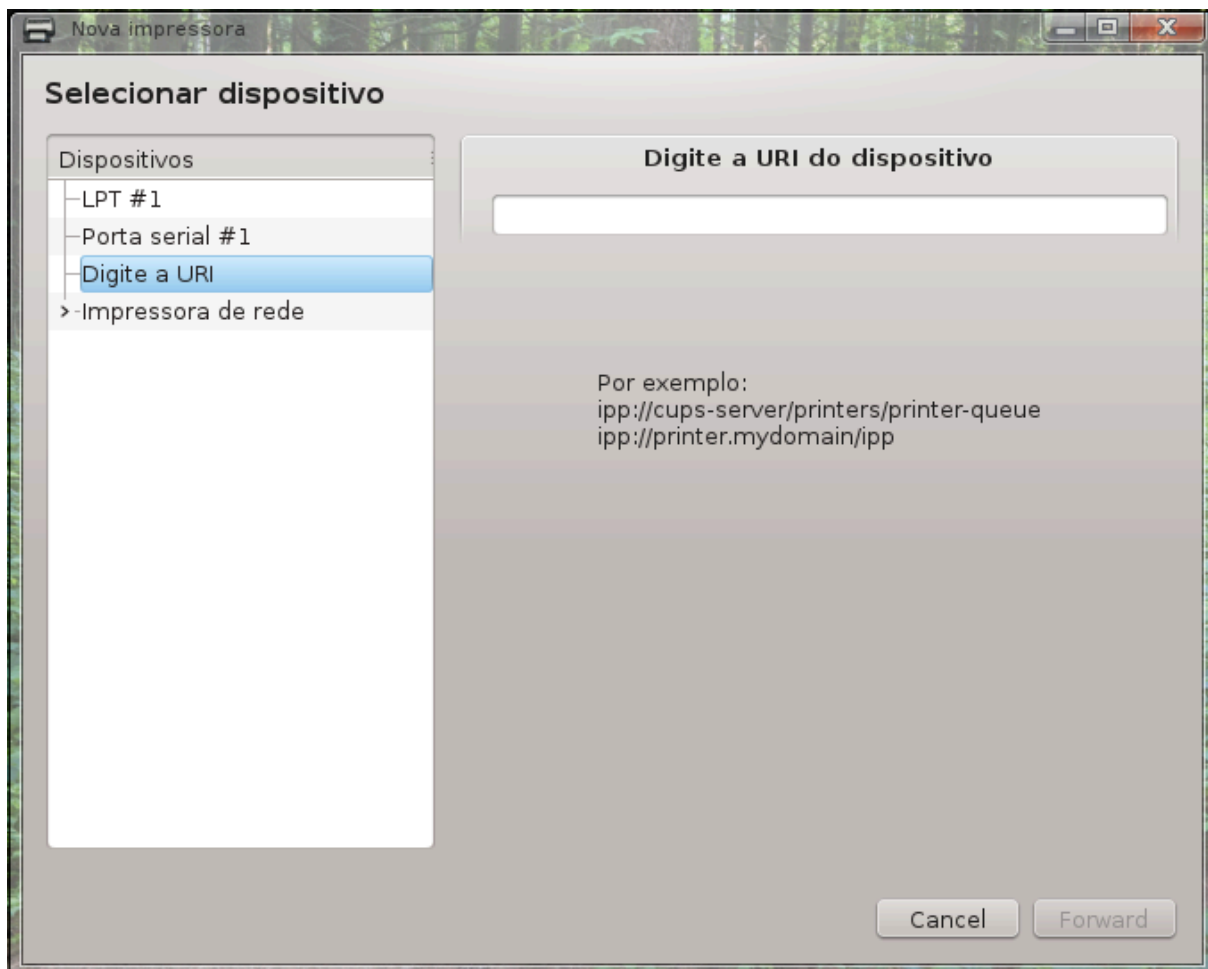 Nova impressora
Selecionar dispositivo
Dispositivos
LPT #1
Porta serial #1
Digite a URI
Impressora de rede
Digite a URI do dispositivo
Por exemplo:
ipp://cups-server/printers/printer-queue
ipp://printer.mydomain/ipp
Cancel
Forward